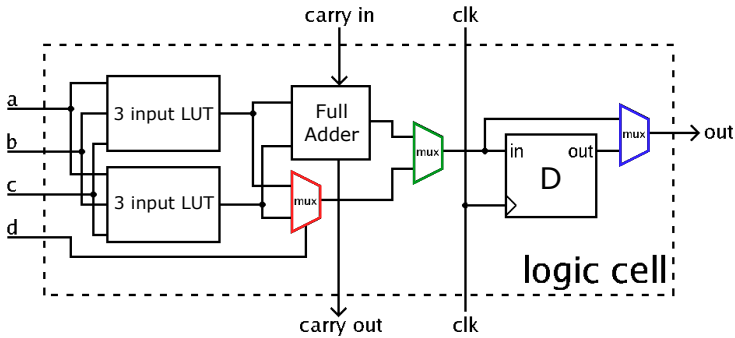 carry in
clk
a
3 input LUT
Full
Adder
b
mux
mux
in
out
out
c
D
3 input LUT
mux
d
logic cell
carry out
clk